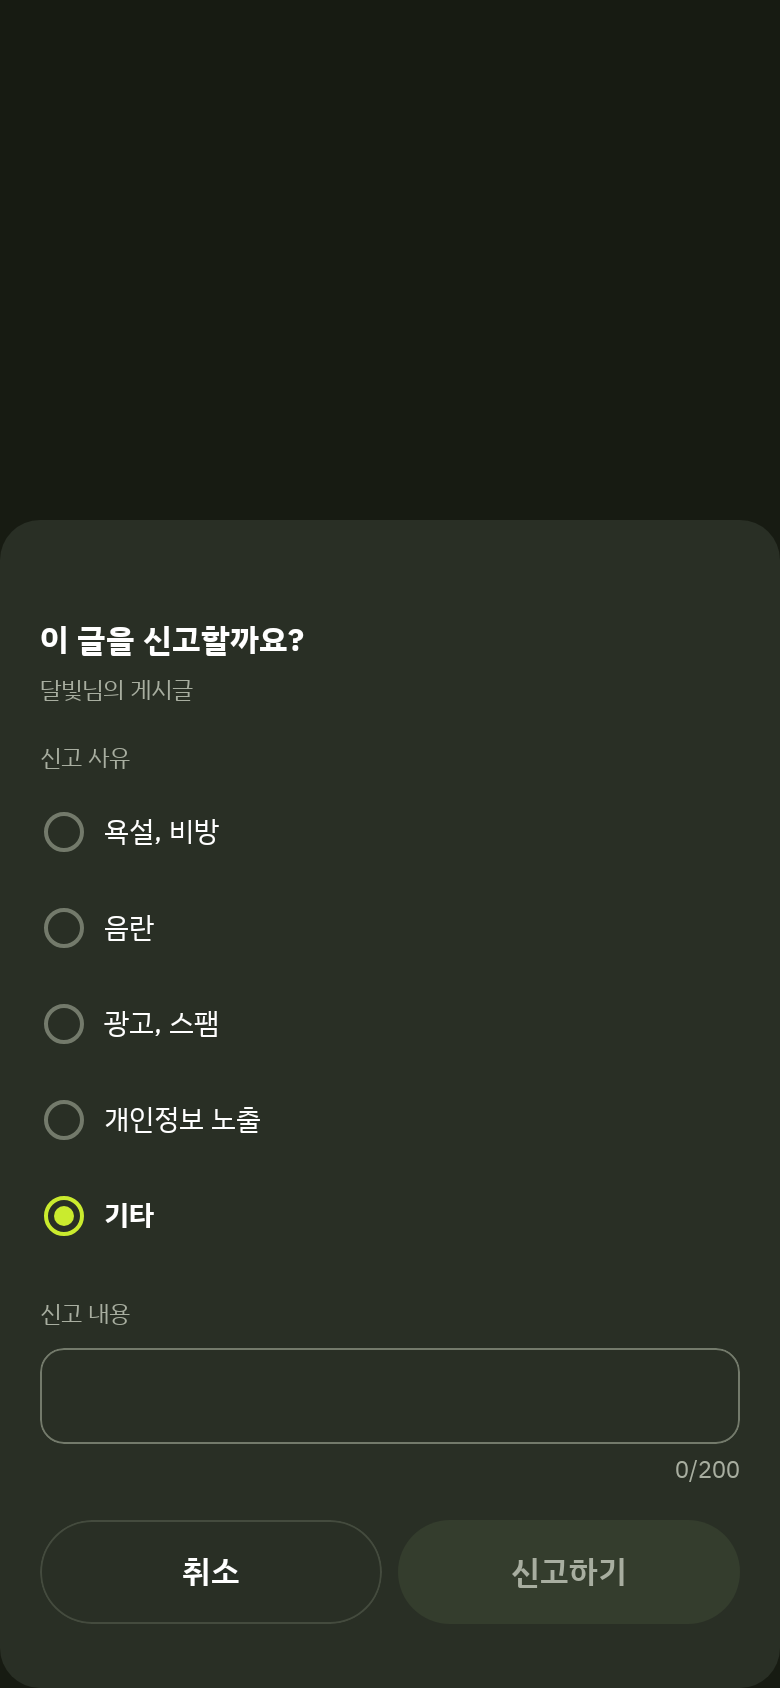 이 글을 신고할까요?
달빛님의 게시글
신고 사유
욕설, 비방
음란
광고, 스팸
개인정보 노출
기타
신고 내용
0/200
취소
신고하기